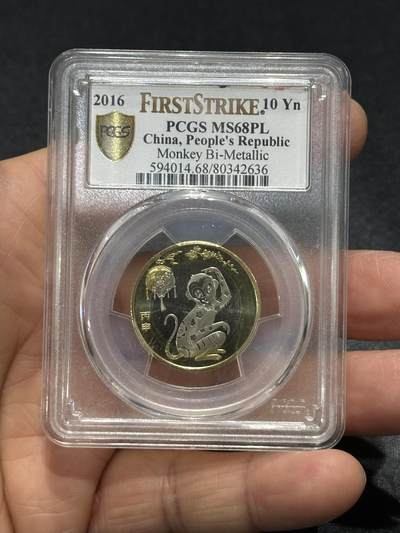 2016 FIRSTSTRIKE® 10 Yn
PCGS
PCGS MS68PL
China, People's Republic
Monkey Bi-Metallic
594014.68/80342636